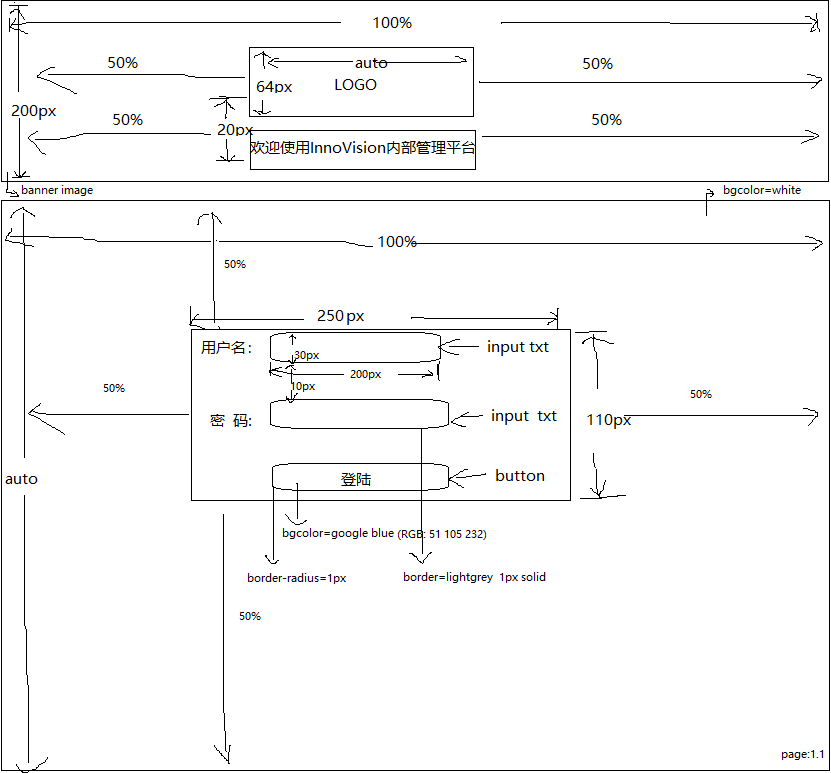 100%
50%
auto
50%
64px
LOGO
200px
50%
20px
50%
欢迎使用InnoVision内部管理平台
banner image
bgcolor=white
100%
50%
250px
用户名:
30px
input txt
200px
10px
50%
50%
密 码:
input txt
110px
auto
登陆
button
bgcolor=google blue (RGB: 51 105 232)
border-radius=1px
border=lightgrey 1px solid
50%
page:1.1